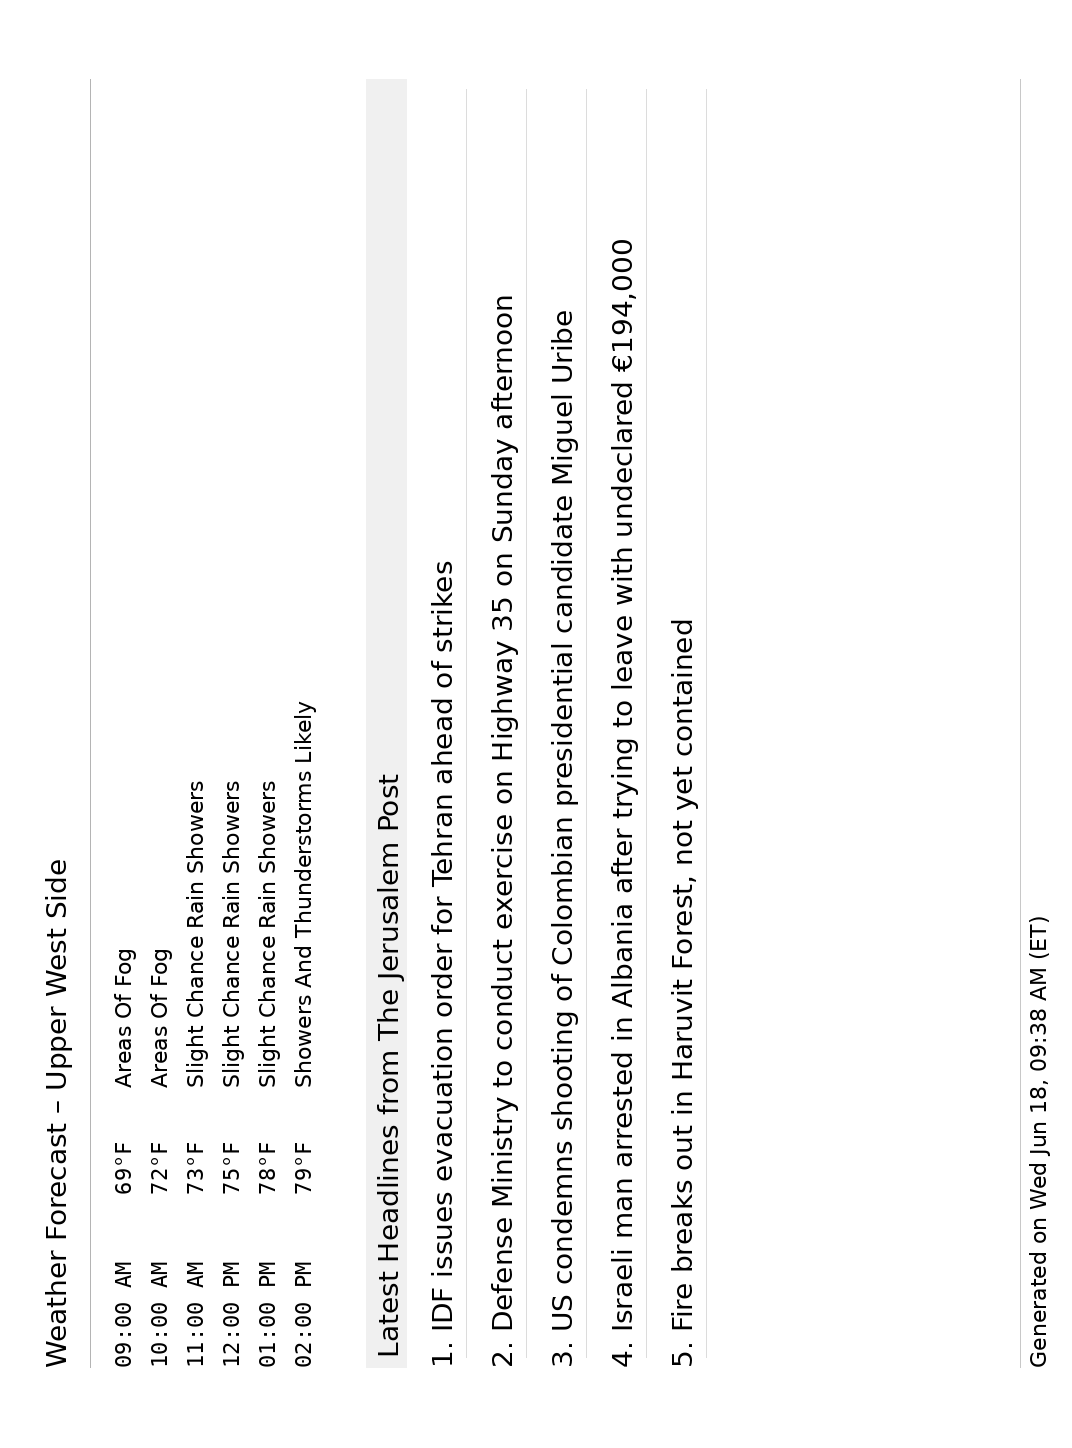 Weather Forecast – Upper West Side
09:00 AM 69°F Areas Of Fog
10:00 AM 72°F Areas Of Fog
11:00 AM 73°F Slight Chance Rain Showers
12:00 PM 75°F Slight Chance Rain Showers
01:00 PM 78°F Slight Chance Rain Showers
02:00 PM 79°F Showers And Thunderstorms Likely
Latest Headlines from The Jerusalem Post
1. IDF issues evacuation order for Tehran ahead of strikes
2. Defense Ministry to conduct exercise on Highway 35 on Sunday afternoon
3. US condemns shooting of Colombian presidential candidate Miguel Uribe
4. Israeli man arrested in Albania after trying to leave with undeclared €194,000
5. Fire breaks out in Haruvit Forest, not yet contained
Generated on Wed Jun 18, 09:38 AM (ET)